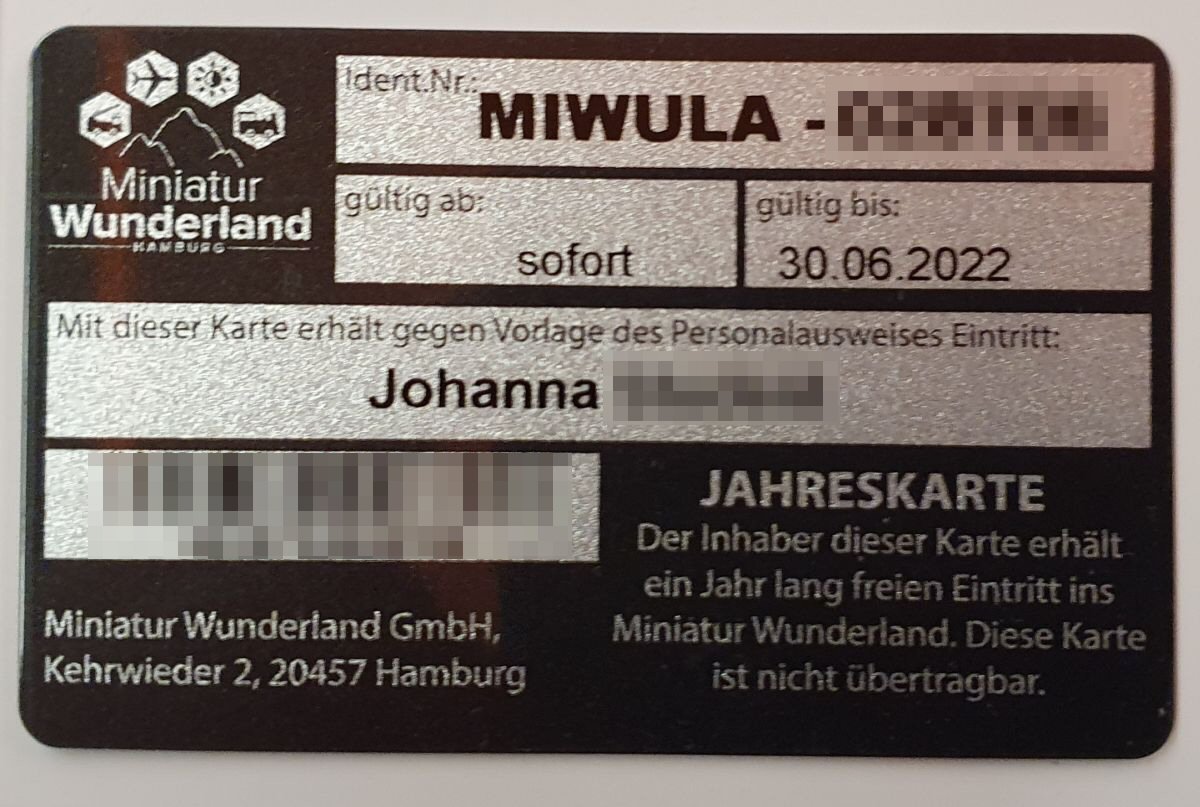 Miniatur
Wunderland
HAMBURG
Ident.Nr.:
MIWULA -
gültig ab:
sofort
gültig bis:
30.06.2022
Mit dieser Karte erhält gegen Vorlage des Personalausweises Eintritt:
Johanna
JAHRESKARTE
Der Inhaber dieser Karte erhält
ein Jahr lang freien Eintritt ins
Miniatur Wunderland. Diese Karte
ist nicht übertragbar.
Miniatur Wunderland GmbH,
Kehrwieder 2, 20457 Hamburg